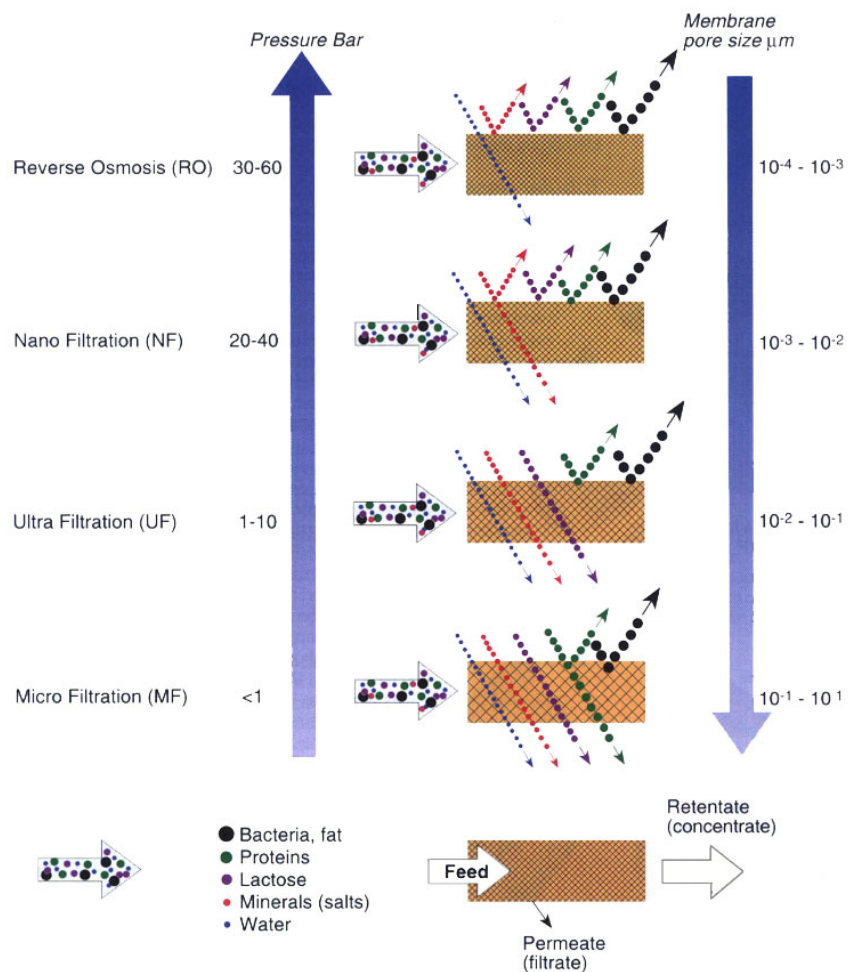 Pressure Bar
Membrane
pore size μm
Reverse Osmosis (RO) 30-60 10⁻⁴ - 10⁻³
Nano Filtration (NF) 20-40 10⁻³ - 10⁻²
Ultra Filtration (UF) 1-10 10⁻² - 10⁻¹
Micro Filtration (MF) <1 10⁻¹ - 10¹
Bacteria, fat
Proteins
Lactose
Minerals (salts)
Water
Feed
Retentate
(concentrate)
Permeate
(filtrate)